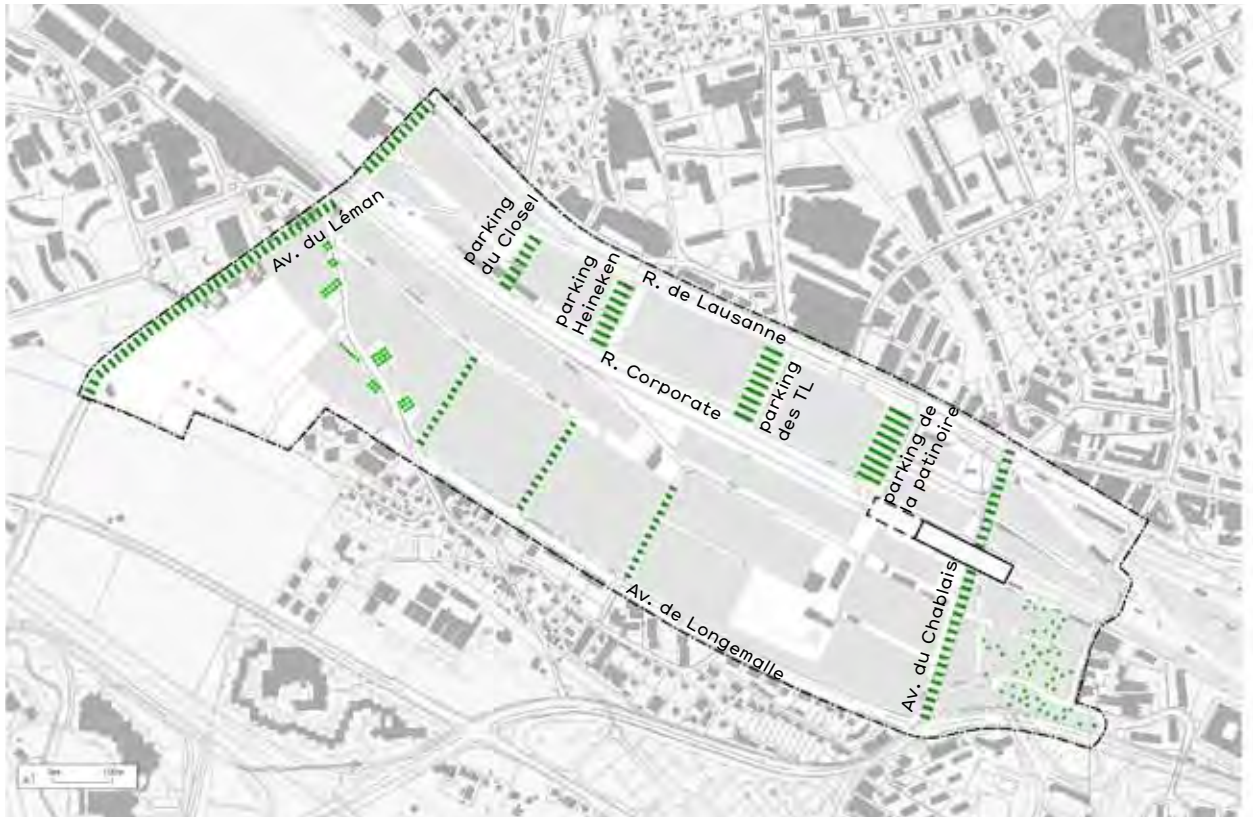 Av. du Léman
parking
du Closel
parking
Heineken
R. de Lausanne
R. Corporate
parking
des TL
parking de
la patinoire
Av. de Longemalle
Av. du Chablais